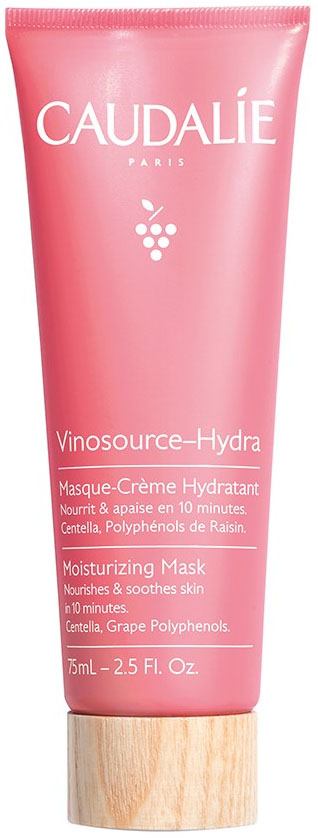 CAUDALÍE
PARIS
Vinosource–Hydra
Masque-Crème Hydratant
Nourrit & apaise en 10 minutes.
Centella, Polyphénols de Raisin.
Moisturizing Mask
Nourishes & soothes skin
in 10 minutes.
Centella, Grape Polyphenols.
75mL – 2.5 Fl. Oz.